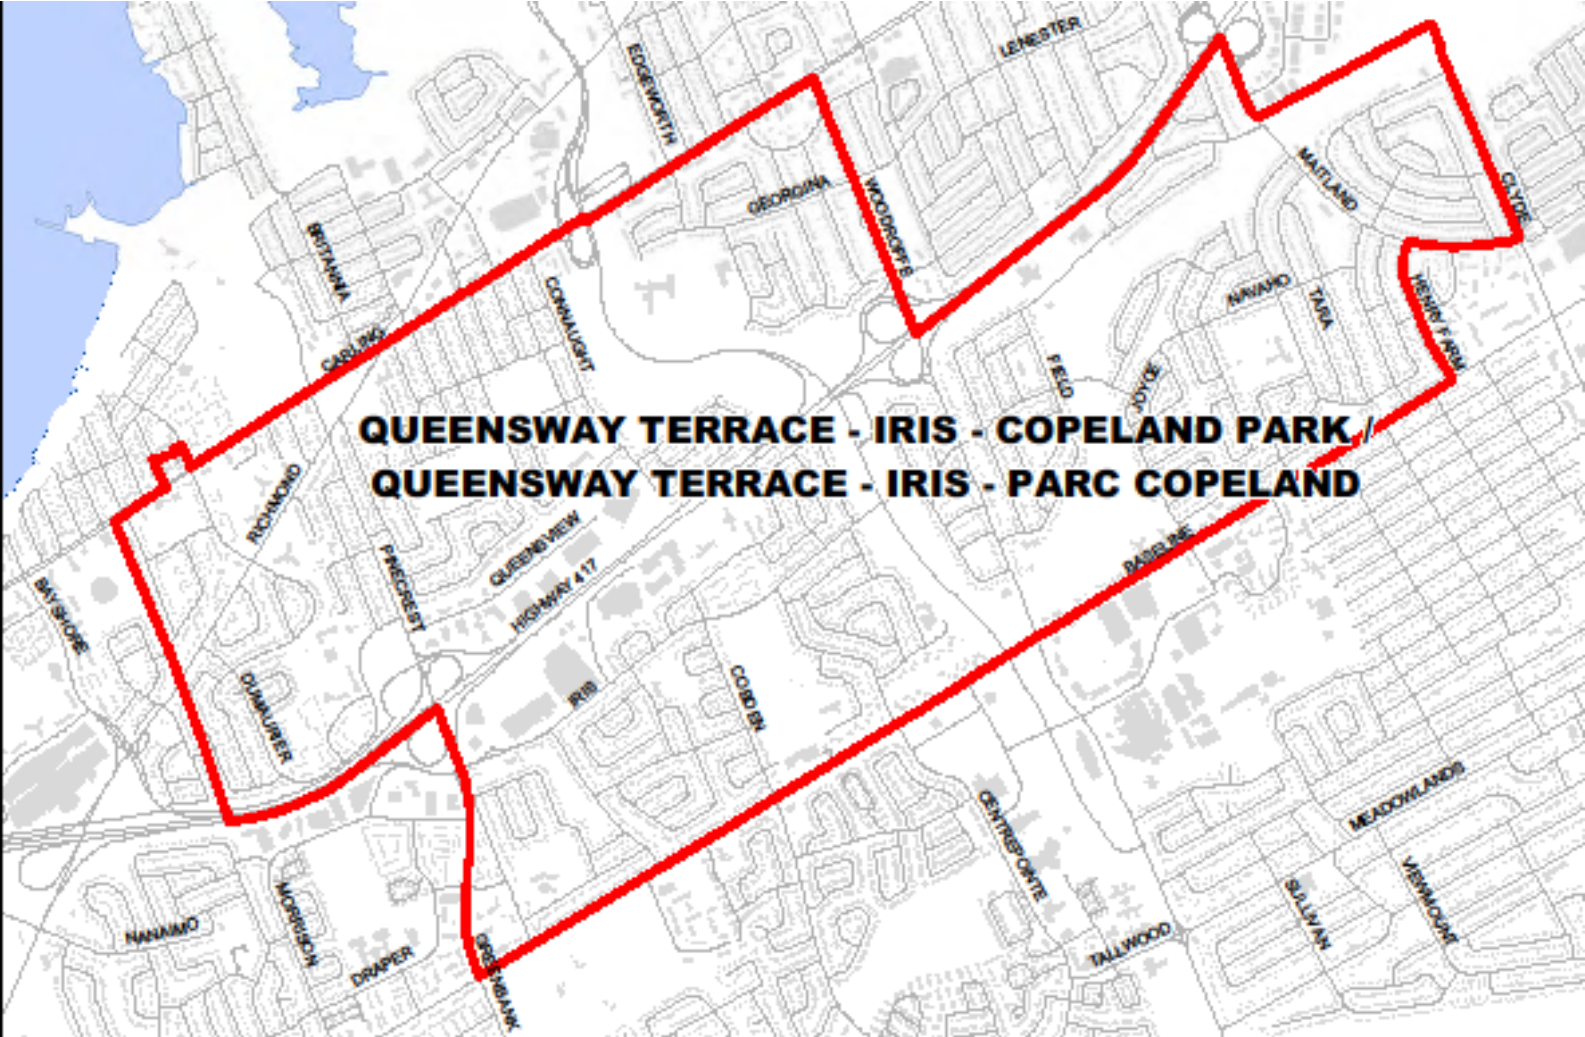 LENESTER
EDGEWORTH
MAITLAND
CLYDE
GEORGINA
WOODROFFE
BRITANNIA
CONNAUGHT
NAVAHO
TARA
HENRY FARM
CARLING
FIELD
JOYCE
QUEENSWAY TERRACE - IRIS - COPELAND PARK /
QUEENSWAY TERRACE - IRIS - PARC COPELAND
RICHMOND
QUEENSVIEW
BASELINE
PINECREST
HIGHWAY 417
BAYSHORE
DUMAURIER
IRIS
COBDEN
CENTREPOINTE
MEADOWLANDS
NANAIMO
MORRISON
DRAPER
GREENBANK
TALLWOOD
SULLIVAN
VIEWMOUNT